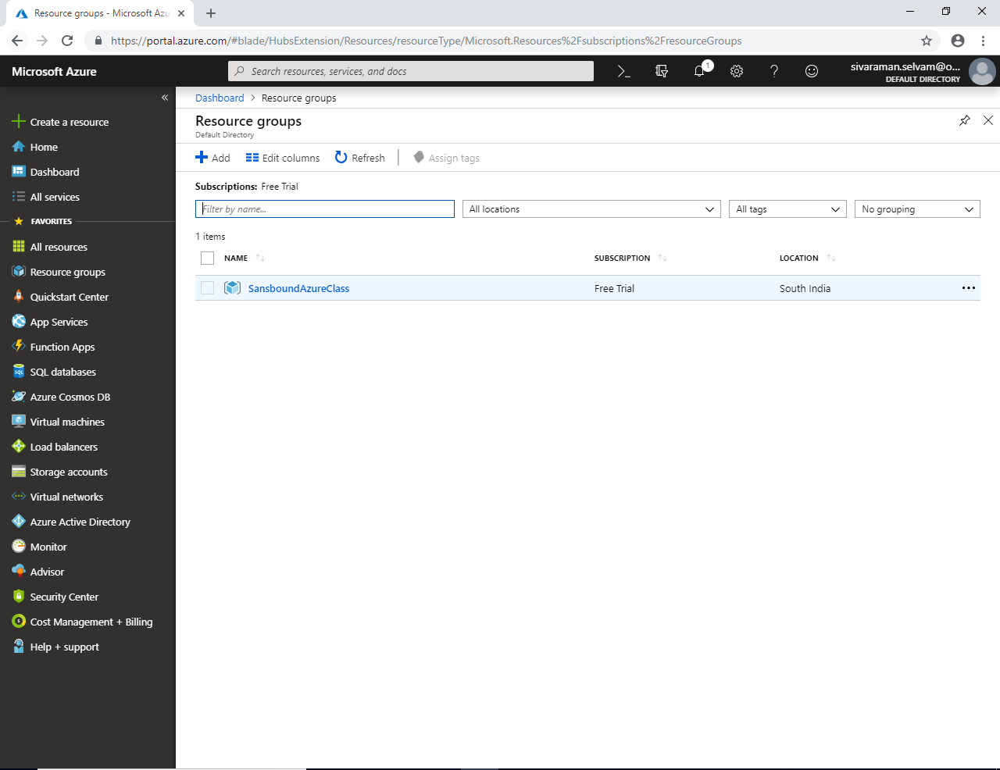 Resource groups - Microsoft Azu
https://portal.azure.com/#blade/HubsExtension/Resources/resourceType/Microsoft.Resources%2Fsubscriptions%2FresourceGroups
Microsoft Azure
Search resources, services, and docs
1
sivaraman.selvam@o...
DEFAULT DIRECTORY
Create a resource
Home
Dashboard
All services
FAVORITES
All resources
Resource groups
Quickstart Center
App Services
Function Apps
SQL databases
Azure Cosmos DB
Virtual machines
Load balancers
Storage accounts
Virtual networks
Azure Active Directory
Monitor
Advisor
Security Center
Cost Management + Billing
Help + support
Dashboard > Resource groups
Resource groups
Default Directory
Add Edit columns Refresh Assign tags
Subscriptions: Free Trial
Filter by name... All locations All tags No grouping
1 items
NAME SUBSCRIPTION LOCATION
SansboundAzureClass Free Trial South India